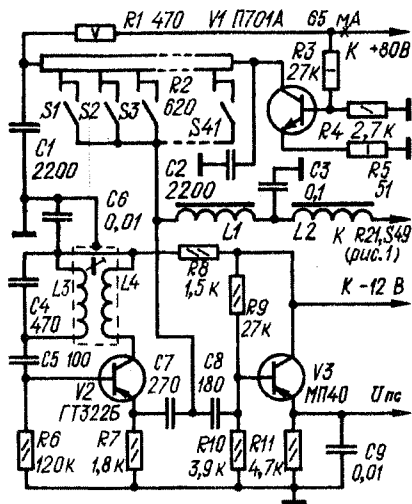 R1 470
V1 П701А
65 мА
К +80В
R3
27к
R2
620
S1
S2
S3
S41
R4
2,7к
R5
51
C1
2200
C2
2200
C3
0,1
C6
0,01
L1
L2
К R21,S49
(рис.1)
L3
L4
R8
1,5к
К -12 В
C4
470
R9
27к
C5 100
V2
ГТ322Б
C7
270
C8
180
V3
МП40
Uпс
R6
120к
R7
1,8к
R10
3,9к
R11
4,7к
C9
0,01